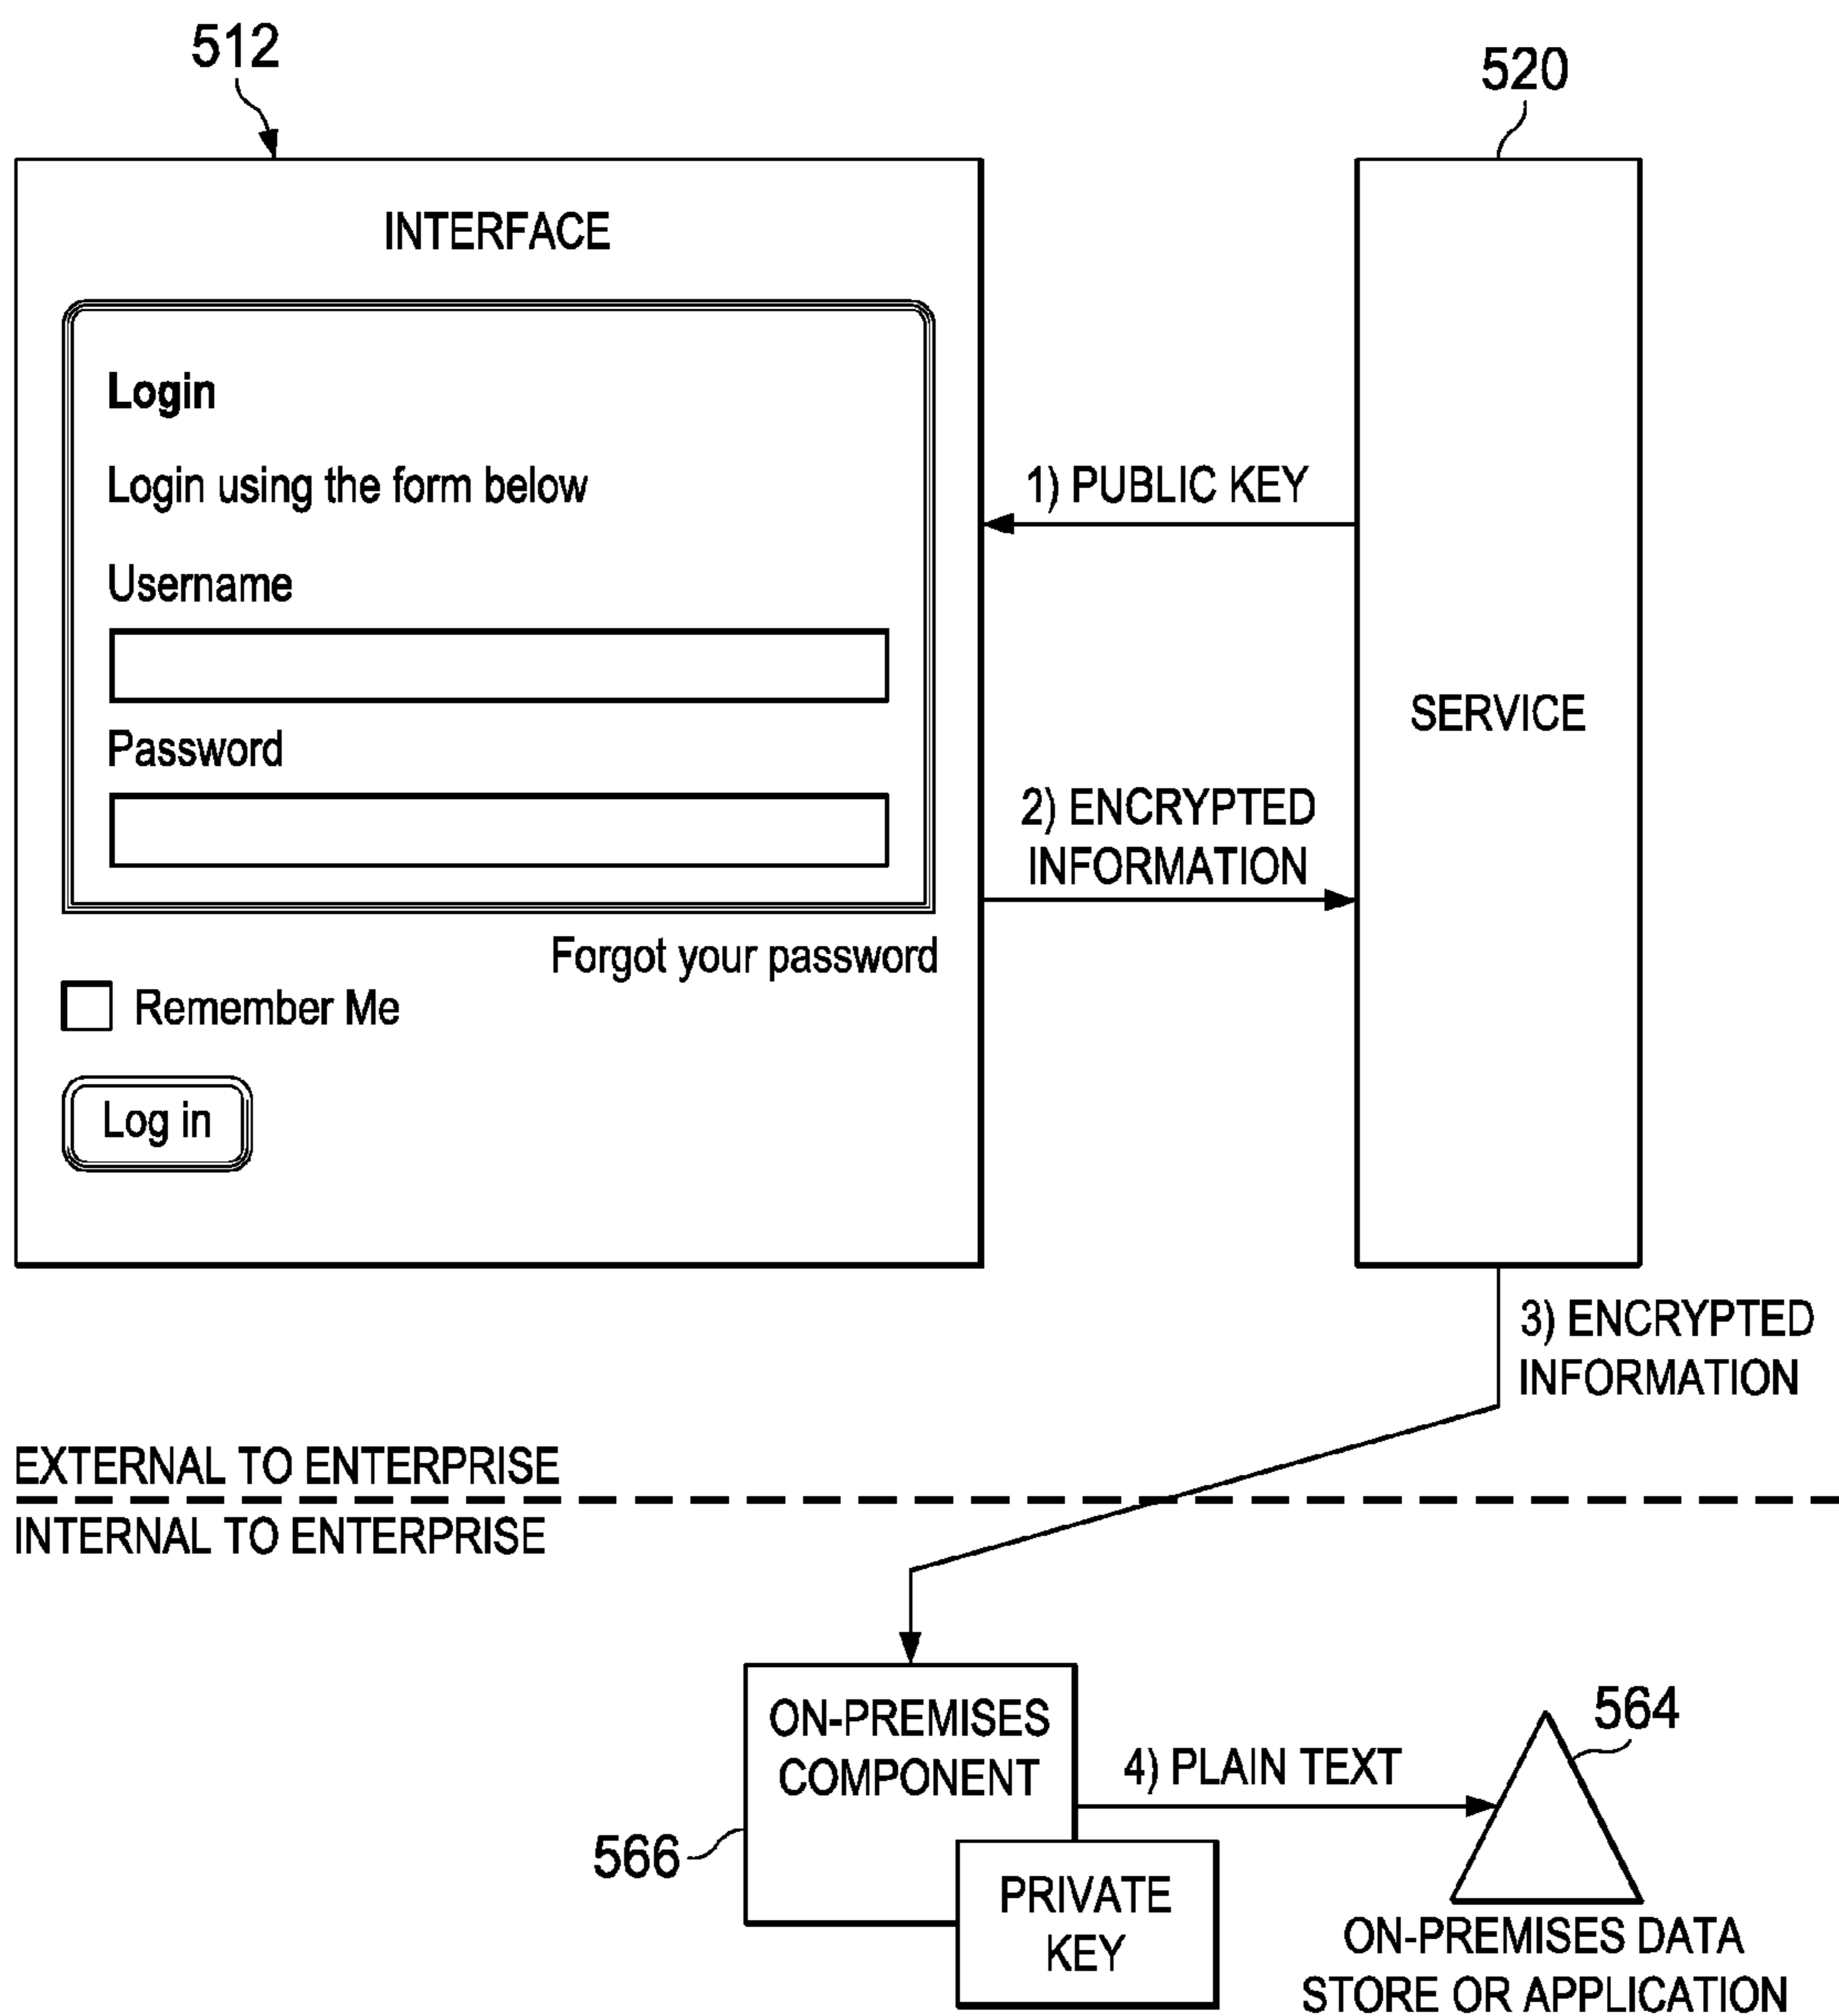 512
520
INTERFACE
Login
Login using the form below
Username
Password
Forgot your password
Remember Me
Log in
1) PUBLIC KEY
2) ENCRYPTED
INFORMATION
SERVICE
3) ENCRYPTED
INFORMATION
EXTERNAL TO ENTERPRISE
INTERNAL TO ENTERPRISE
ON-PREMISES
COMPONENT
566
PRIVATE
KEY
4) PLAIN TEXT
564
ON-PREMISES DATA
STORE OR APPLICATION